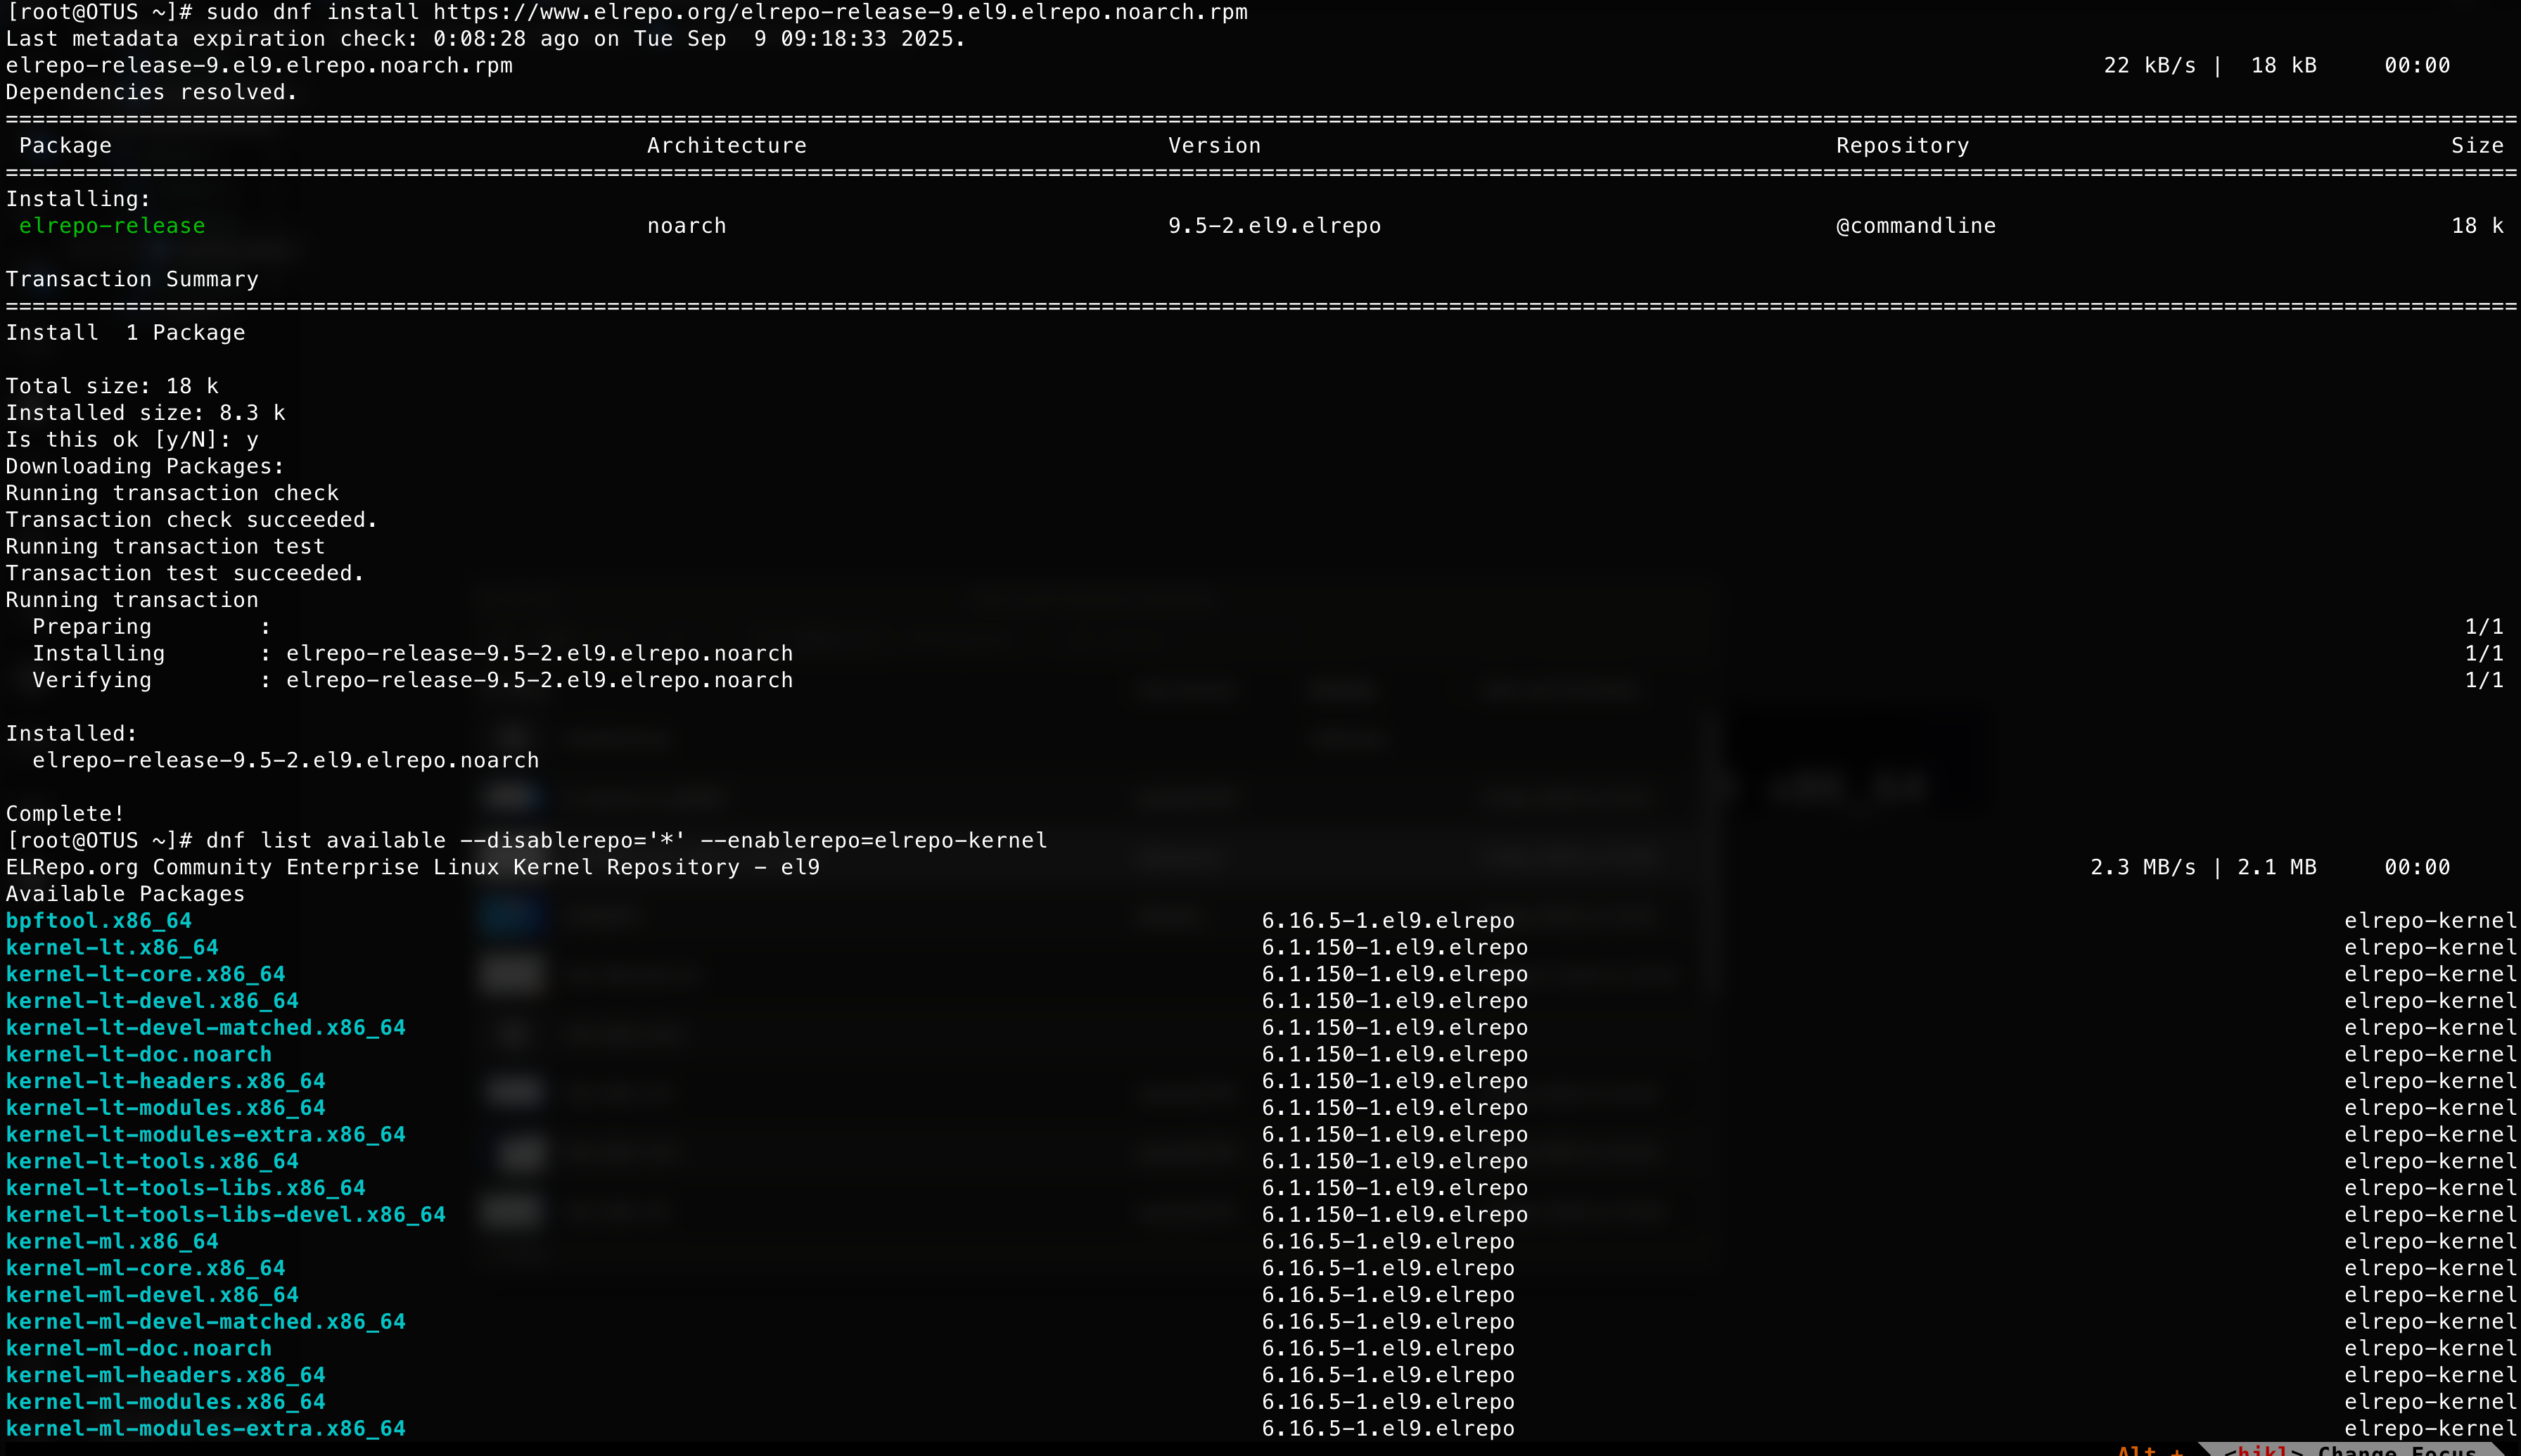 [root@OTUS ~]# sudo dnf install https://www.elrepo.org/elrepo-release-9.el9.elrepo.noarch.rpm
Last metadata expiration check: 0:08:28 ago on Tue Sep  9 09:18:33 2025.
elrepo-release-9.el9.elrepo.noarch.rpm 22 kB/s |  18 kB     00:00
Dependencies resolved.
================================================================================
 Package Architecture Version Repository Size
================================================================================
Installing:
 elrepo-release noarch 9.5-2.el9.elrepo @commandline 18 k

Transaction Summary
================================================================================
Install  1 Package

Total size: 18 k
Installed size: 8.3 k
Is this ok [y/N]: y
Downloading Packages:
Running transaction check
Transaction check succeeded.
Running transaction test
Transaction test succeeded.
Running transaction
  Preparing        : 1/1
  Installing       : elrepo-release-9.5-2.el9.elrepo.noarch 1/1
  Verifying        : elrepo-release-9.5-2.el9.elrepo.noarch 1/1

Installed:
  elrepo-release-9.5-2.el9.elrepo.noarch

Complete!
[root@OTUS ~]# dnf list available --disablerepo='*' --enablerepo=elrepo-kernel
ELRepo.org Community Enterprise Linux Kernel Repository - el9 2.3 MB/s | 2.1 MB     00:00
Available Packages
bpftool.x86_64 6.16.5-1.el9.elrepo elrepo-kernel
kernel-lt.x86_64 6.1.150-1.el9.elrepo elrepo-kernel
kernel-lt-core.x86_64 6.1.150-1.el9.elrepo elrepo-kernel
kernel-lt-devel.x86_64 6.1.150-1.el9.elrepo elrepo-kernel
kernel-lt-devel-matched.x86_64 6.1.150-1.el9.elrepo elrepo-kernel
kernel-lt-doc.noarch 6.1.150-1.el9.elrepo elrepo-kernel
kernel-lt-headers.x86_64 6.1.150-1.el9.elrepo elrepo-kernel
kernel-lt-modules.x86_64 6.1.150-1.el9.elrepo elrepo-kernel
kernel-lt-modules-extra.x86_64 6.1.150-1.el9.elrepo elrepo-kernel
kernel-lt-tools.x86_64 6.1.150-1.el9.elrepo elrepo-kernel
kernel-lt-tools-libs.x86_64 6.1.150-1.el9.elrepo elrepo-kernel
kernel-lt-tools-libs-devel.x86_64 6.1.150-1.el9.elrepo elrepo-kernel
kernel-ml.x86_64 6.16.5-1.el9.elrepo elrepo-kernel
kernel-ml-core.x86_64 6.16.5-1.el9.elrepo elrepo-kernel
kernel-ml-devel.x86_64 6.16.5-1.el9.elrepo elrepo-kernel
kernel-ml-devel-matched.x86_64 6.16.5-1.el9.elrepo elrepo-kernel
kernel-ml-doc.noarch 6.16.5-1.el9.elrepo elrepo-kernel
kernel-ml-headers.x86_64 6.16.5-1.el9.elrepo elrepo-kernel
kernel-ml-modules.x86_64 6.16.5-1.el9.elrepo elrepo-kernel
kernel-ml-modules-extra.x86_64 6.16.5-1.el9.elrepo elrepo-kernel
Alt + <hjkl> Change Focus